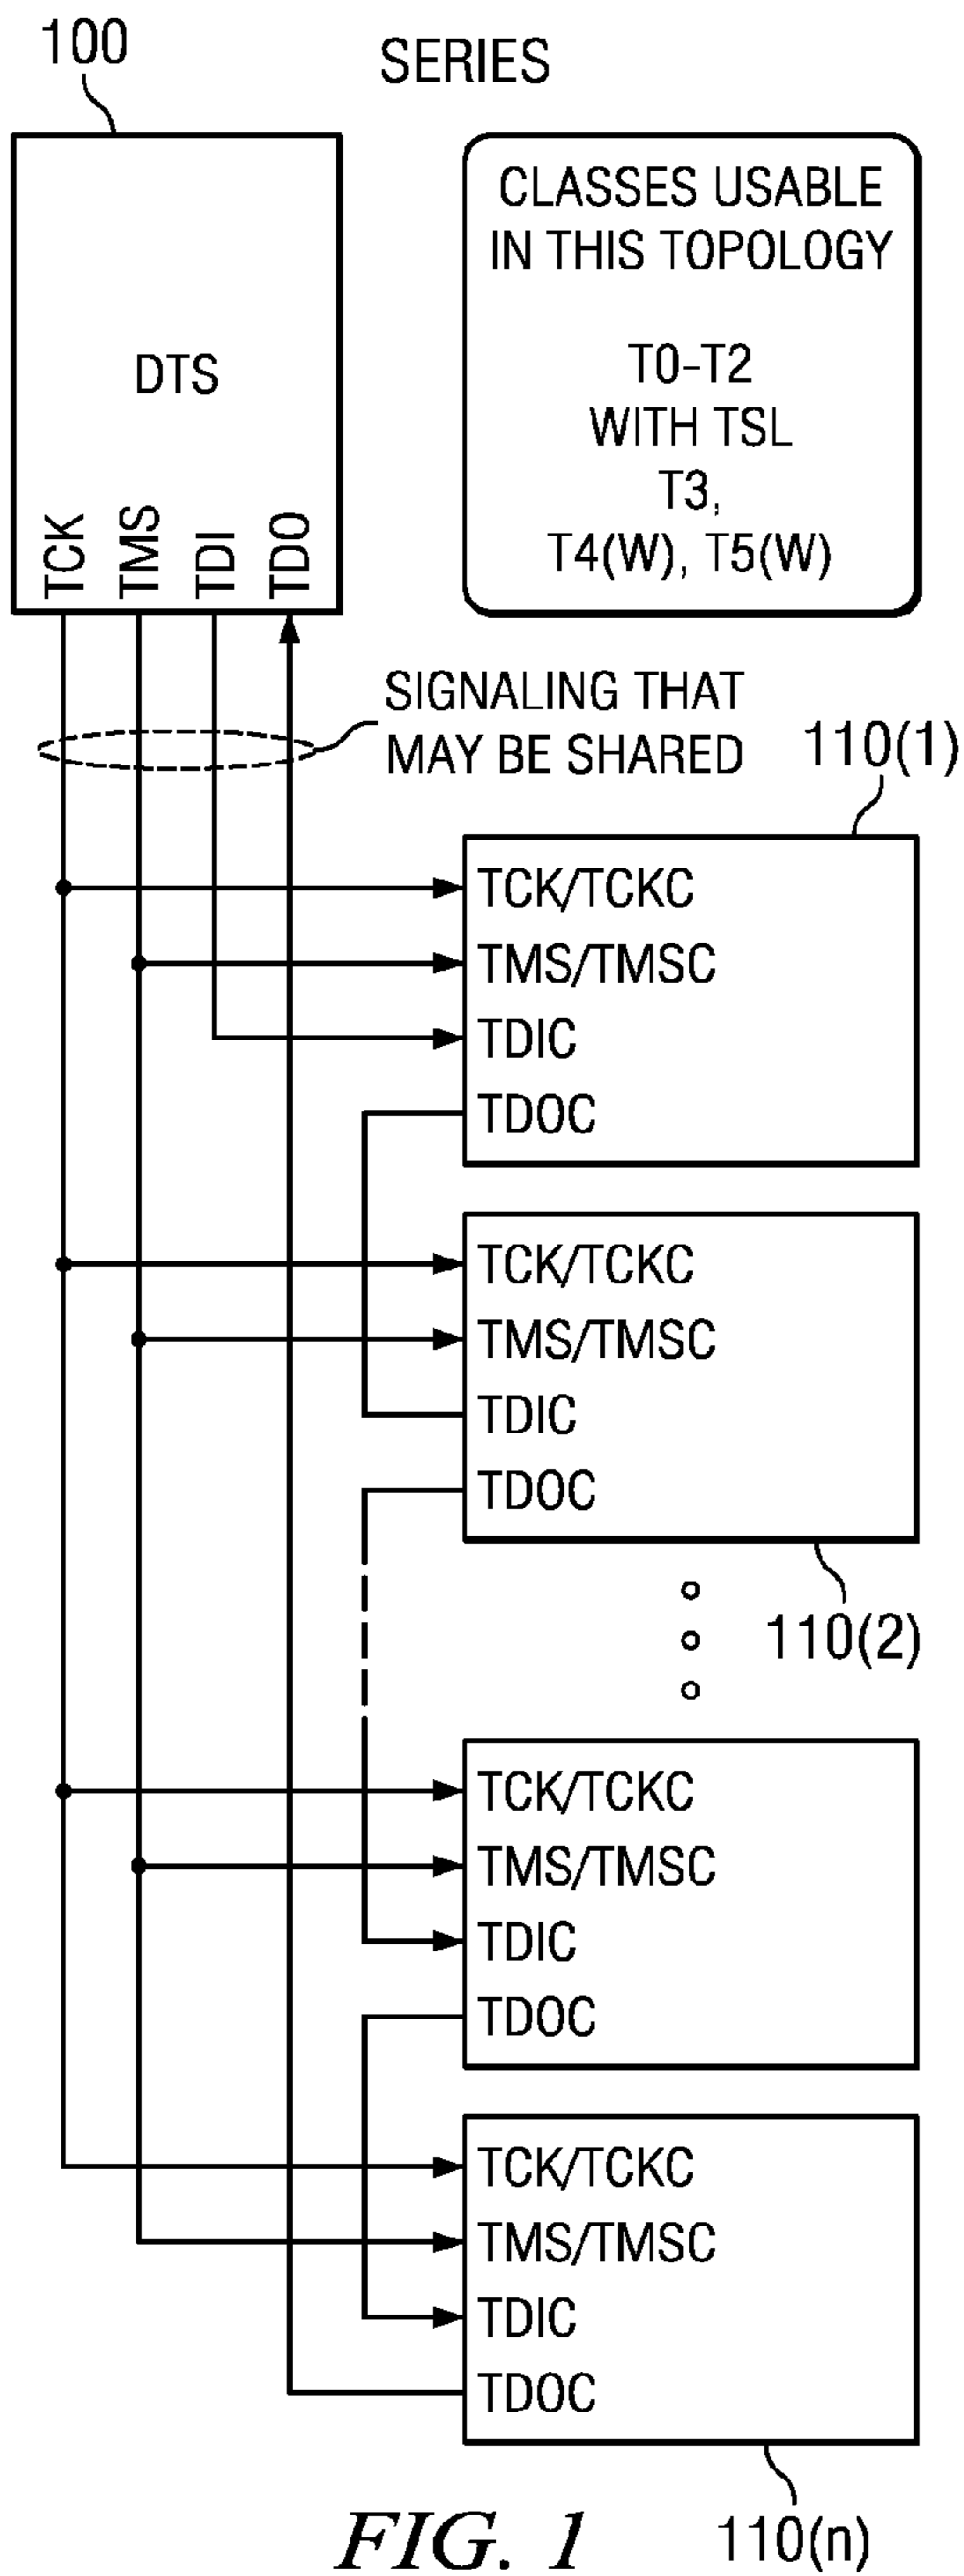 100
SERIES
CLASSES USABLE
IN THIS TOPOLOGY
T0-T2
WITH TSL
T3,
T4(W), T5(W)
DTS
TCK
TMS
TDI
TDO
SIGNALING THAT
MAY BE SHARED
110(1)
TCK/TCKC
TMS/TMSC
TDIC
TDOC
TCK/TCKC
TMS/TMSC
TDIC
TDOC
110(2)
TCK/TCKC
TMS/TMSC
TDIC
TDOC
TCK/TCKC
TMS/TMSC
TDIC
TDOC
110(n)
FIG. 1